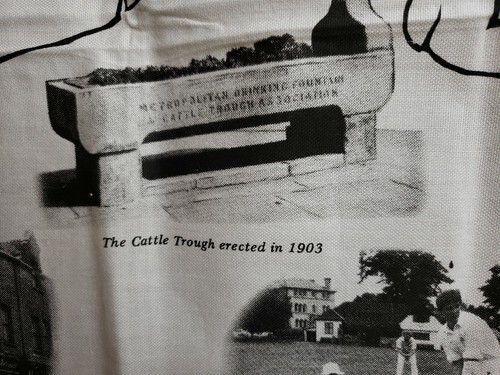 METROPOLITAN DRINKING FOUNTAIN
& CATTLE TROUGH ASSOCIATION
The Cattle Trough erected in 1903